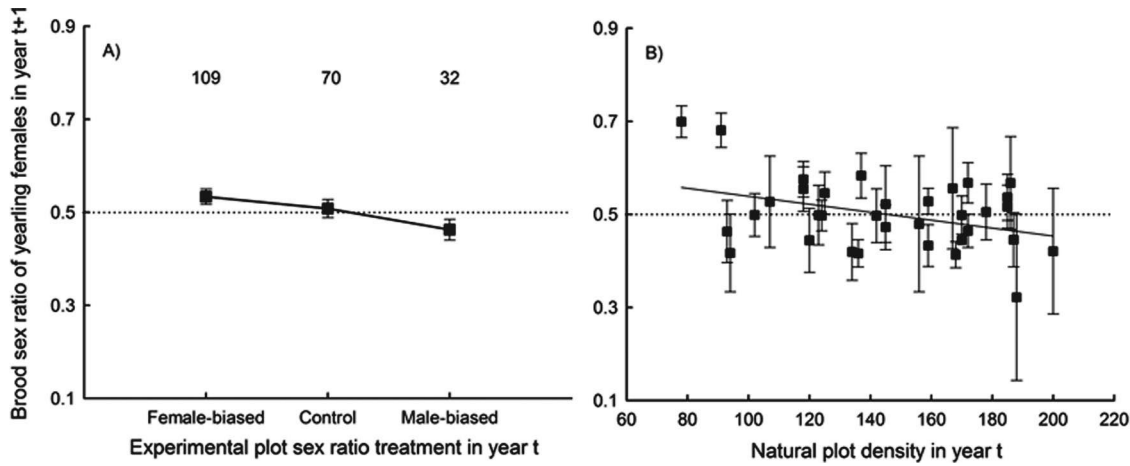 Brood sex ratio of yearling females in year t+1
0.9
0.7
0.5
0.3
0.1
A)
109 70 32
Female-biased Control Male-biased
Experimental plot sex ratio treatment in year t
0.9
0.7
0.5
0.3
0.1
B)
60 80 100 120 140 160 180 200 220
Natural plot density in year t